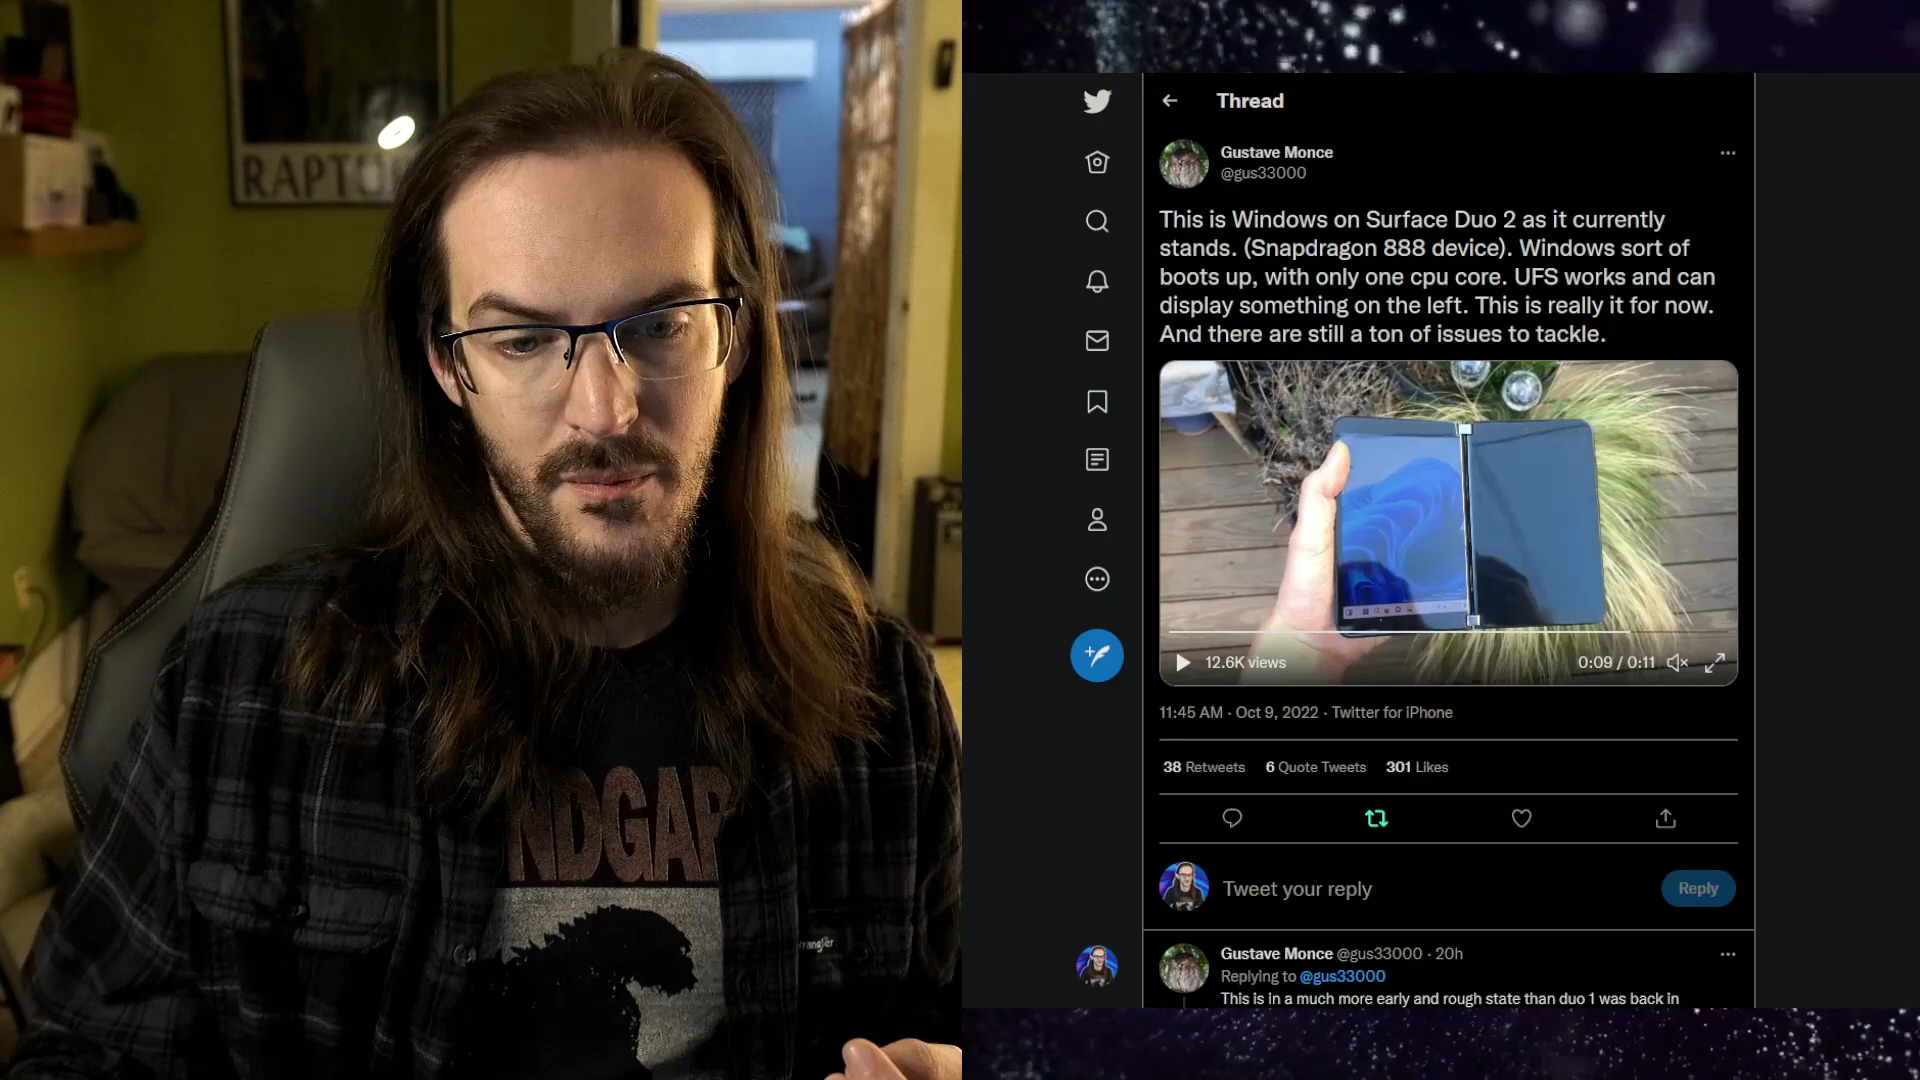 RAPTO
NDGAR
Wrangler
Thread
Gustave Monce
@gus33000
This is Windows on Surface Duo 2 as it currently
stands. (Snapdragon 888 device). Windows sort of
boots up, with only one cpu core. UFS works and can
display something on the left. This is really it for now.
And there are still a ton of issues to tackle.
12.6K views
0:09 / 0:11
11:45 AM · Oct 9, 2022 · Twitter for iPhone
38 Retweets 6 Quote Tweets 301 Likes
Tweet your reply
Reply
Gustave Monce @gus33000 · 20h
Replying to @gus33000
This is in a much more early and rough state than duo 1 was back in